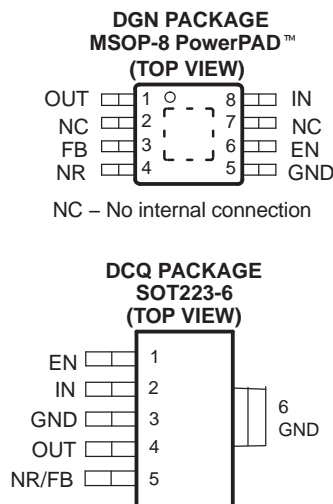 DGN PACKAGE
MSOP-8 PowerPAD™
(TOP VIEW)
OUT 1 8 IN
NC 2 7 NC
FB 3 6 EN
NR 4 5 GND
NC – No internal connection
DCQ PACKAGE
SOT223-6
(TOP VIEW)
EN 1
IN 2
GND 3
OUT 4
NR/FB 5
6
GND